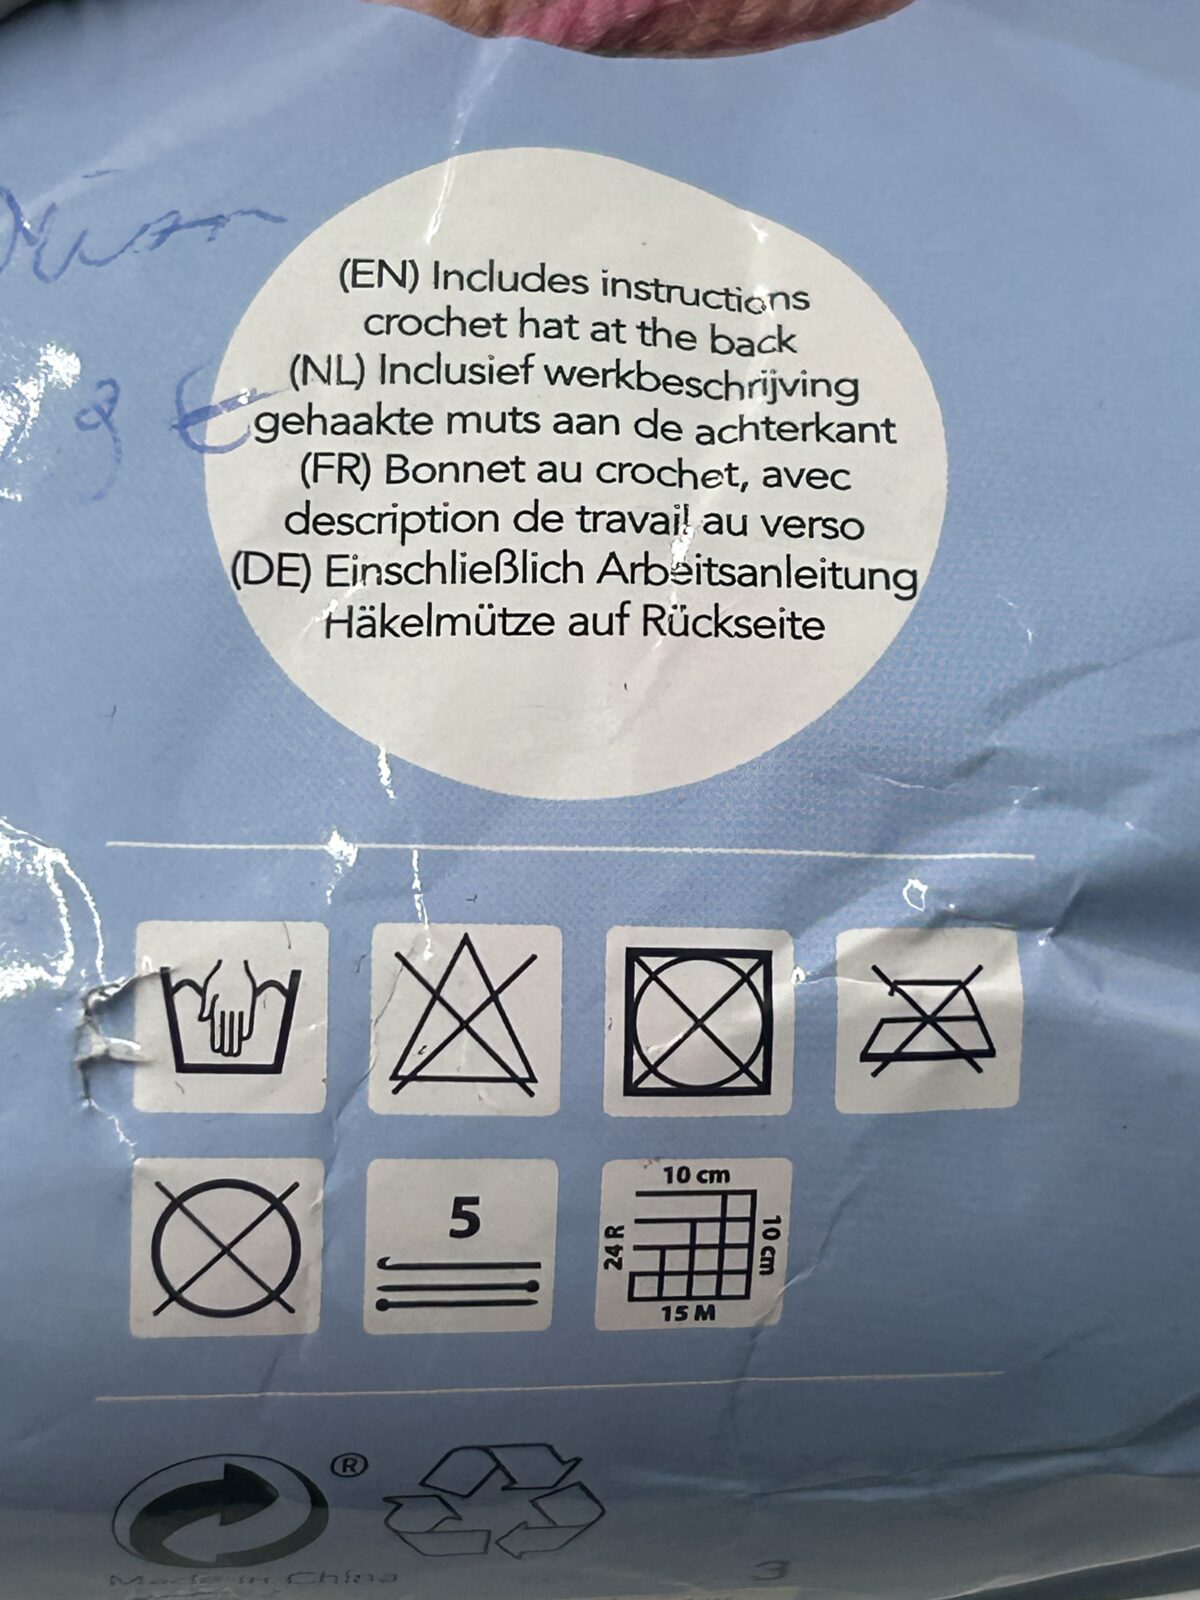 (EN) Includes instructions
crochet hat at the back
(NL) Inclusief werkbeschrijving
gehaakte muts aan de achterkant
(FR) Bonnet au crochet, avec
description de travail au verso
(DE) Einschließlich Arbeitsanleitung
Häkelmütze auf Rückseite
5
10 cm
24 R
10 cm
15 M
®
Made in China
3